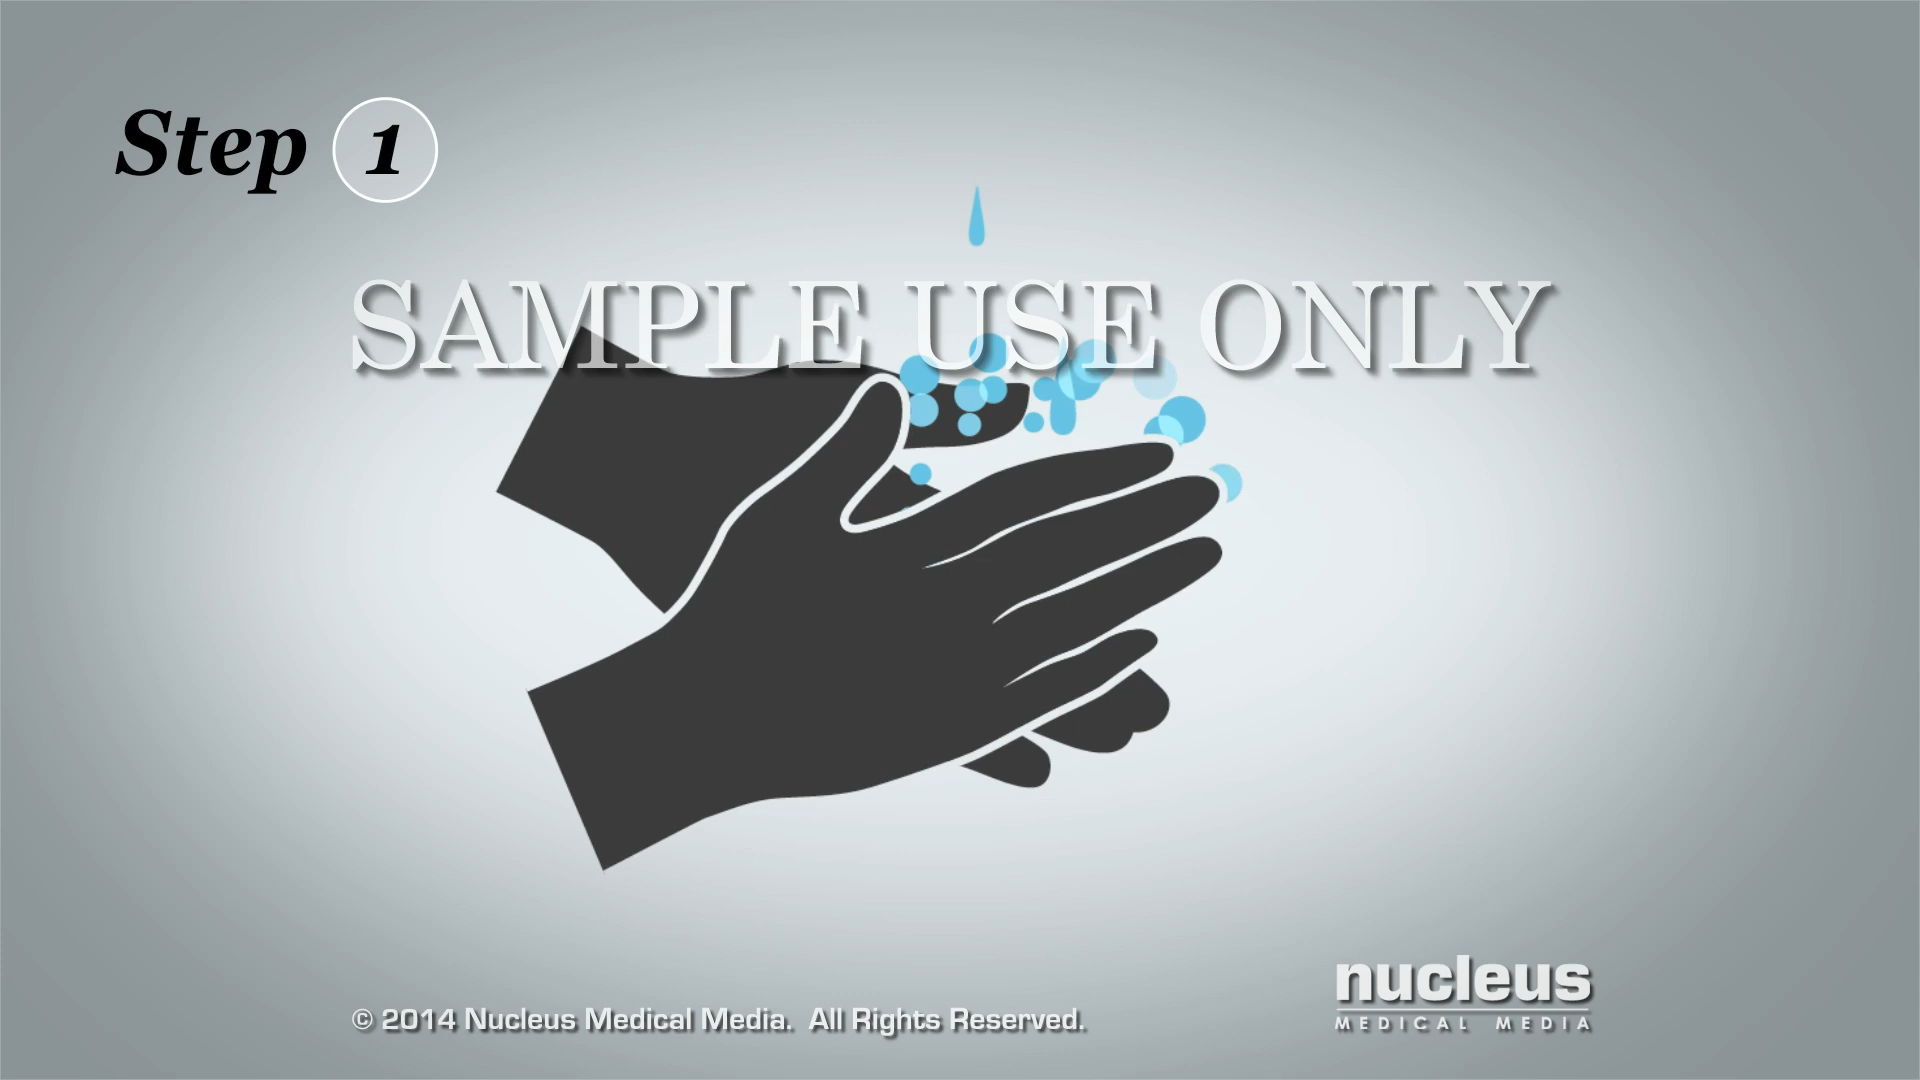 Step 1
SAMPLE USE ONLY
nucleus
MEDICAL MEDIA
© 2014 Nucleus Medical Media. All Rights Reserved.